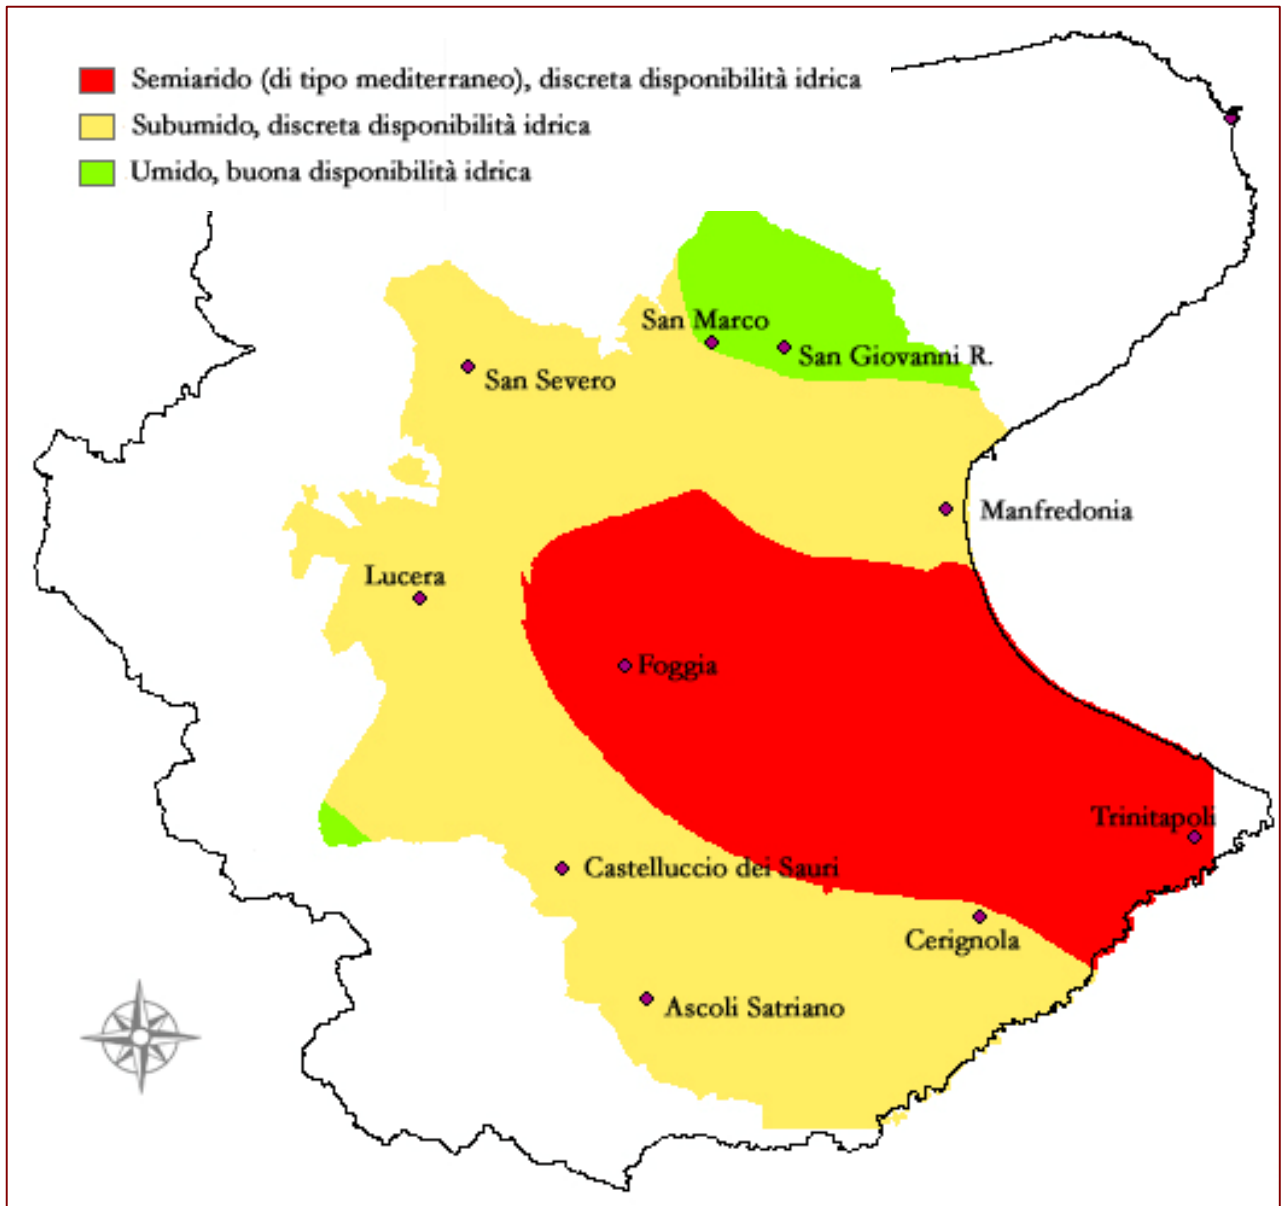 Semiarido (di tipo mediterraneo), discreta disponibilità idrica
Subumido, discreta disponibilità idrica
Umido, buona disponibilità idrica
San Marco
San Giovanni R.
San Severo
Manfredonia
Lucera
Foggia
Trinitapoli
Castelluccio dei Sauri
Cerignola
Ascoli Satriano